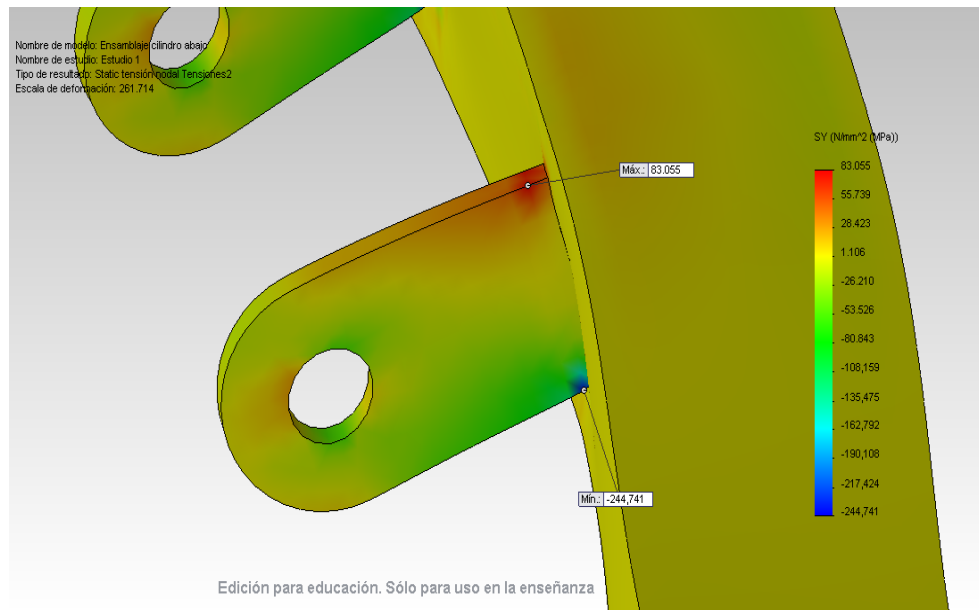 Nombre de modelo: Ensamblaje cilindro abajo
Nombre de estudio: Estudio 1
Tipo de resultado: Static tensión nodal Tensiones2
Escala de deformación: 261.714
SY (N/mm^2 (MPa))
83.055
55.739
28.423
1.106
-26.210
-53.526
-80.843
-108,159
-135,475
-162,792
-190,108
-217,424
-244,741
Máx.: 83.055
Mín.: -244,741
Edición para educación. Sólo para uso en la enseñanza